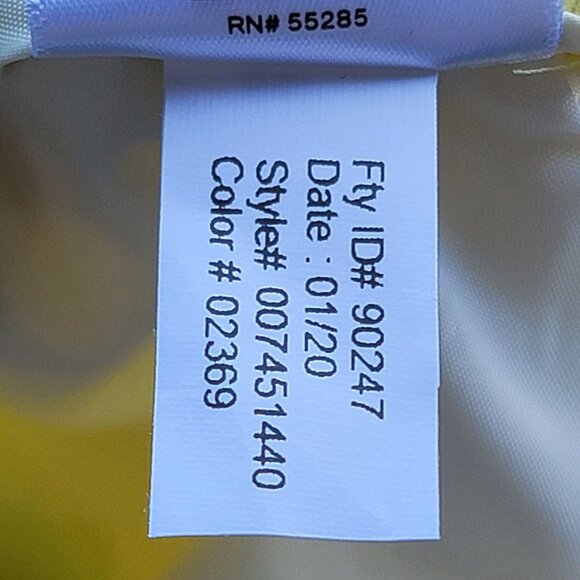 RN# 55285
Fty ID# 90247
Date : 01/20
Style# 007451440
Color # 02369